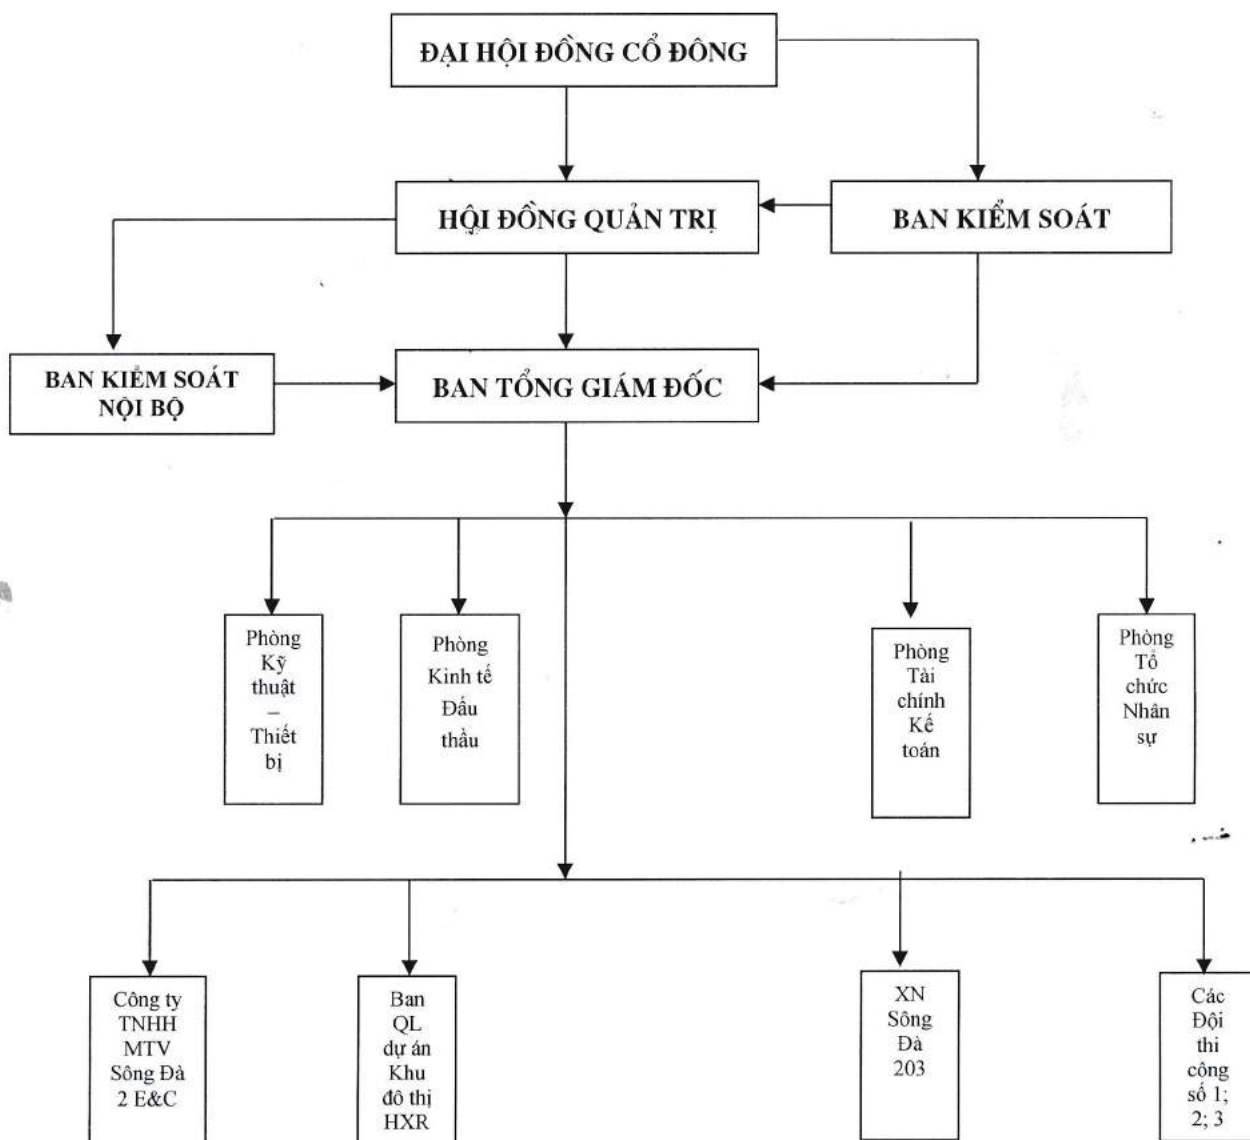 ĐẠI HỘI ĐỒNG CỔ ĐÔNG
HỘI ĐỒNG QUẢN TRỊ
BAN KIỂM SOÁT
BAN KIỂM SOÁT
NỘI BỘ
BAN TỔNG GIÁM ĐỐC
Phòng
Kỹ
thuật
–
Thiết
bị
Phòng
Kinh tế
Đấu
thầu
Phòng
Tài
chính
Kế
toán
Phòng
Tổ
chức
Nhân
sự
Công ty
TNHH
MTV
Sông Đà
2 E&C
Ban
QL
dự án
Khu
đô thị
HXR
XN
Sông
Đà
203
Các
Đội
thi
công
số 1;
2; 3